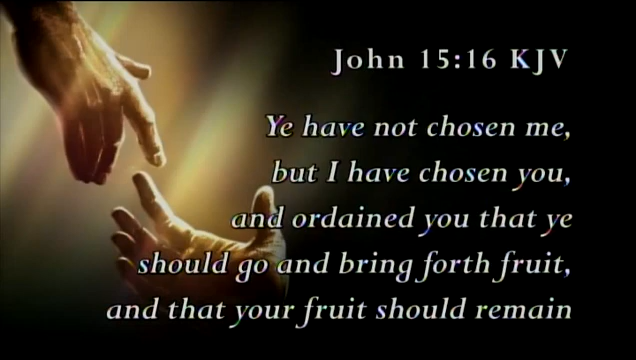 John 15:16 KJV
Ye have not chosen me,
but I have chosen you,
and ordained you that ye
should go and bring forth fruit,
and that your fruit should remain